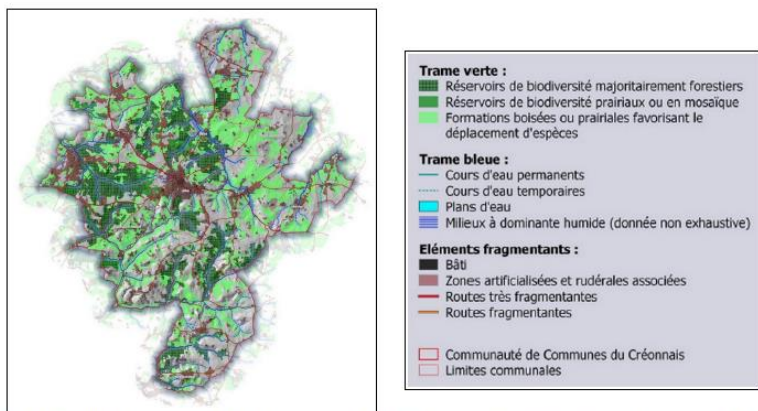 Trame verte :
Réservoirs de biodiversité majoritairement forestiers
Réservoirs de biodiversité prairiaux ou en mosaïque
Formations boisées ou prairiales favorisant le
déplacement d'espèces
Trame bleue :
Cours d'eau permanents
Cours d'eau temporaires
Plans d'eau
Milieux à dominante humide (donnée non exhaustive)
Eléments fragmentants :
Bâti
Zones artificialisées et rudérales associées
Routes très fragmentantes
Routes fragmentantes
Communauté de Communes du Créonnais
Limites communales